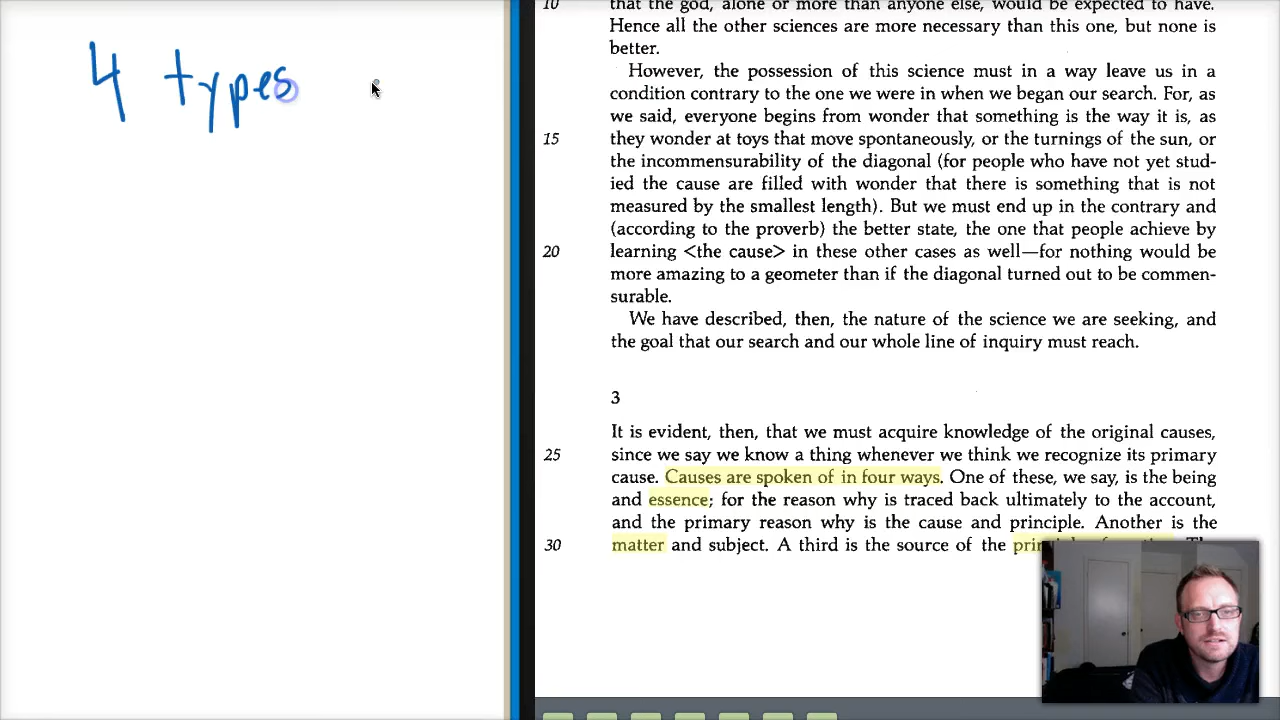 4 types
10
that the god, alone or more than anyone else, would be expected to have.
Hence all the other sciences are more necessary than this one, but none is
better.
However, the possession of this science must in a way leave us in a
condition contrary to the one we were in when we began our search. For, as
we said, everyone begins from wonder that something is the way it is, as
15 they wonder at toys that move spontaneously, or the turnings of the sun, or
the incommensurability of the diagonal (for people who have not yet stud-
ied the cause are filled with wonder that there is something that is not
measured by the smallest length). But we must end up in the contrary and
(according to the proverb) the better state, the one that people achieve by
20 learning <the cause> in these other cases as well—for nothing would be
more amazing to a geometer than if the diagonal turned out to be commen-
surable.
We have described, then, the nature of the science we are seeking, and
the goal that our search and our whole line of inquiry must reach.
3
It is evident, then, that we must acquire knowledge of the original causes,
25 since we say we know a thing whenever we think we recognize its primary
cause. Causes are spoken of in four ways. One of these, we say, is the being
and essence; for the reason why is traced back ultimately to the account,
and the primary reason why is the cause and principle. Another is the
30 matter and subject. A third is the source of the